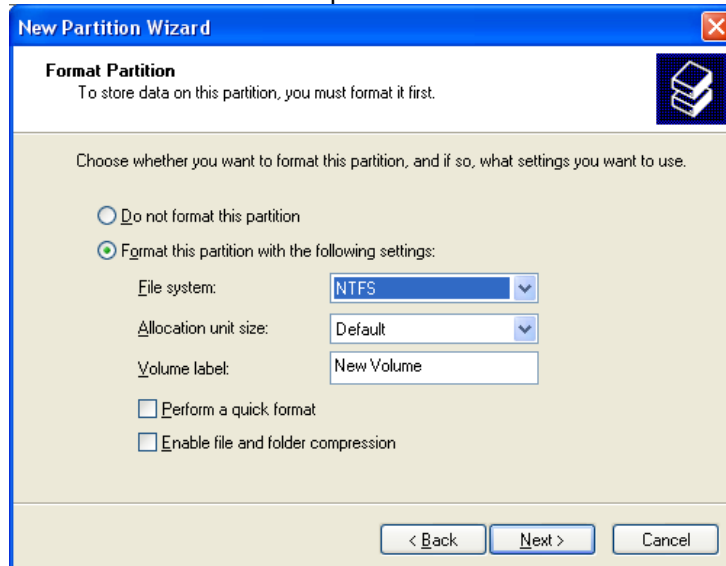 New Partition Wizard
Format Partition
To store data on this partition, you must format it first.
Choose whether you want to format this partition, and if so, what settings you want to use.
Do not format this partition
Format this partition with the following settings:
File system: NTFS
Allocation unit size: Default
Volume label: New Volume
Perform a quick format
Enable file and folder compression
< Back Next > Cancel